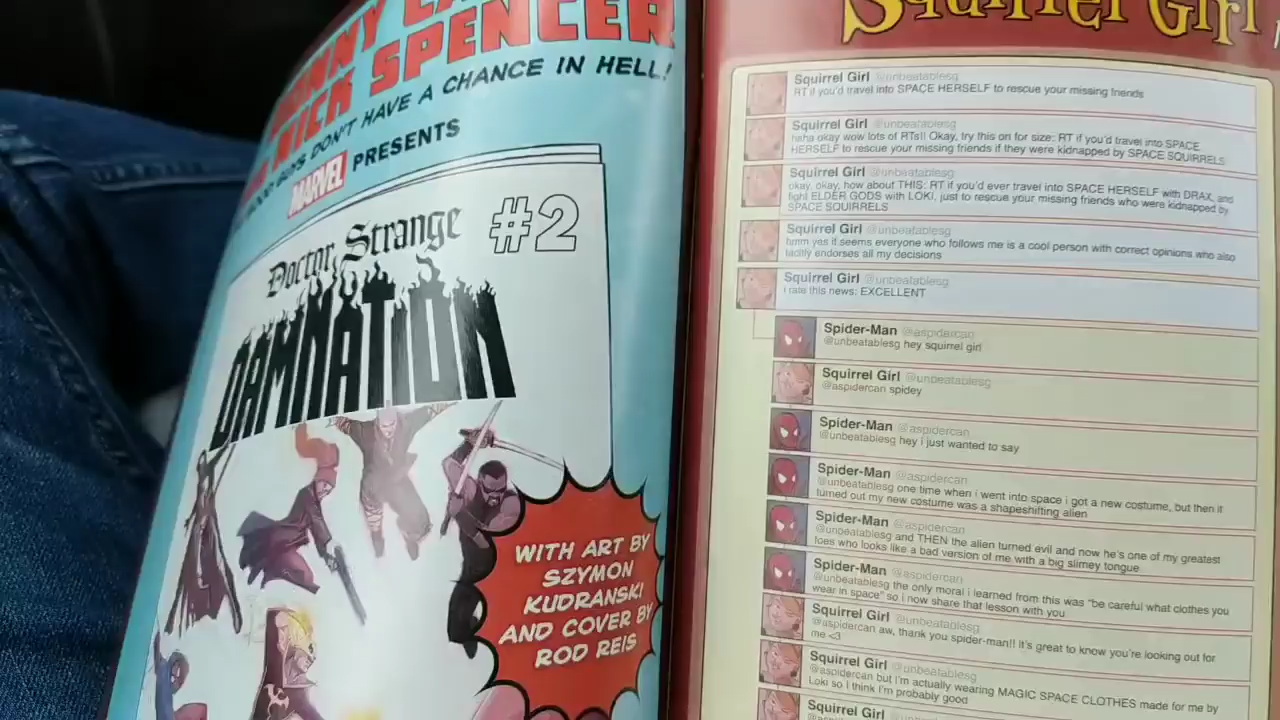 NICK SPENCER
DON'T HAVE A CHANCE IN HELL!
MARVEL PRESENTS
Doctor Strange #2
DAMNATION
WITH ART BY
SZYMON
KUDRANSKI
AND COVER BY
ROD REIS
Squirrel Girl
Squirrel Girl @unbeatablesg
RT if you'd travel into SPACE HERSELF to rescue your missing friends
Squirrel Girl @unbeatablesg
haha okay wow lots of RTs!! Okay, try this on for size: RT if you'd travel into SPACE
HERSELF to rescue your missing friends if they were kidnapped by SPACE SQUIRRELS
Squirrel Girl @unbeatablesg
okay, okay, how about THIS: RT if you'd ever travel into SPACE HERSELF with DRAX, and
fight ELDER GODS with LOKI, just to rescue your missing friends who were kidnapped by
SPACE SQUIRRELS
Squirrel Girl @unbeatablesg
hmm yes it seems everyone who follows me is a cool person with correct opinions who also
tacitly endorses all my decisions
Squirrel Girl @unbeatablesg
i rate this news: EXCELLENT
Spider-Man @aspidercan
@unbeatablesg hey squirrel girl
Squirrel Girl @unbeatablesg
@aspidercan spidey
Spider-Man @aspidercan
@unbeatablesg hey i just wanted to say
Spider-Man @aspidercan
@unbeatablesg one time when i went into space i got a new costume, but then it
turned out my new costume was a shapeshifting alien
Spider-Man @aspidercan
@unbeatablesg and THEN the alien turned evil and now he's one of my greatest
foes who looks like a bad version of me with a big slimey tongue
Spider-Man @aspidercan
@unbeatablesg the only moral i learned from this was "be careful what clothes you
wear in space" so i now share that lesson with you
Squirrel Girl @unbeatablesg
@aspidercan aw, thank you spider-man!! it's great to know you're looking out for
me <3
Squirrel Girl @unbeatablesg
@aspidercan but I'm actually wearing MAGIC SPACE CLOTHES made for me by
Loki so I think I'm probably good
Squirrel Girl @unbeatablesg